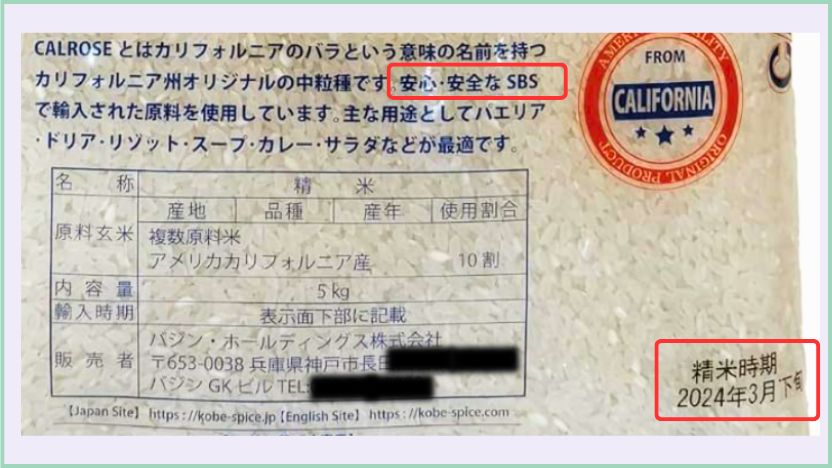 CALROSE とはカリフォルニアのバラという意味の名前を持つ
カリフォルニア州オリジナルの中粒種です。安心・安全な SBS
で輸入された原料を使用しています。主な用途としてパエリア
・ドリア・リゾット・スープ・カレー・サラダなどが最適です。
FROM
CALIFORNIA
ORIGINAL PRODUCT
名 称 精 米
原料玄米 産地 品種 産年 使用割合
複数原料米
アメリカカリフォルニア産 10 割
内 容 量 5 kg
輸入時期 表示面下部に記載
販 売 者 バジン・ホールディングス株式会社
〒653-0038 兵庫県神戸市長田
バジン GK ビル TEL:
【Japan Site】 https://kobe-spice.jp 【English Site】 https://kobe-spice.com
精米時期
2024年3月下旬